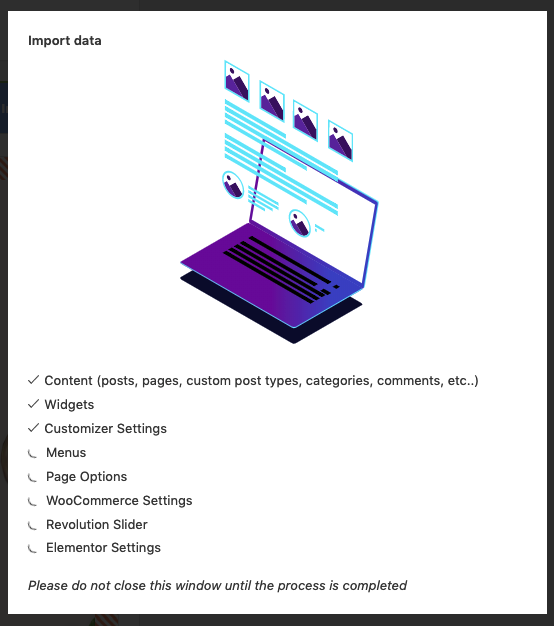 Import data
Content (posts, pages, custom post types, categories, comments, etc..)
Widgets
Customizer Settings
Menus
Page Options
WooCommerce Settings
Revolution Slider
Elementor Settings
Please do not close this window until the process is completed